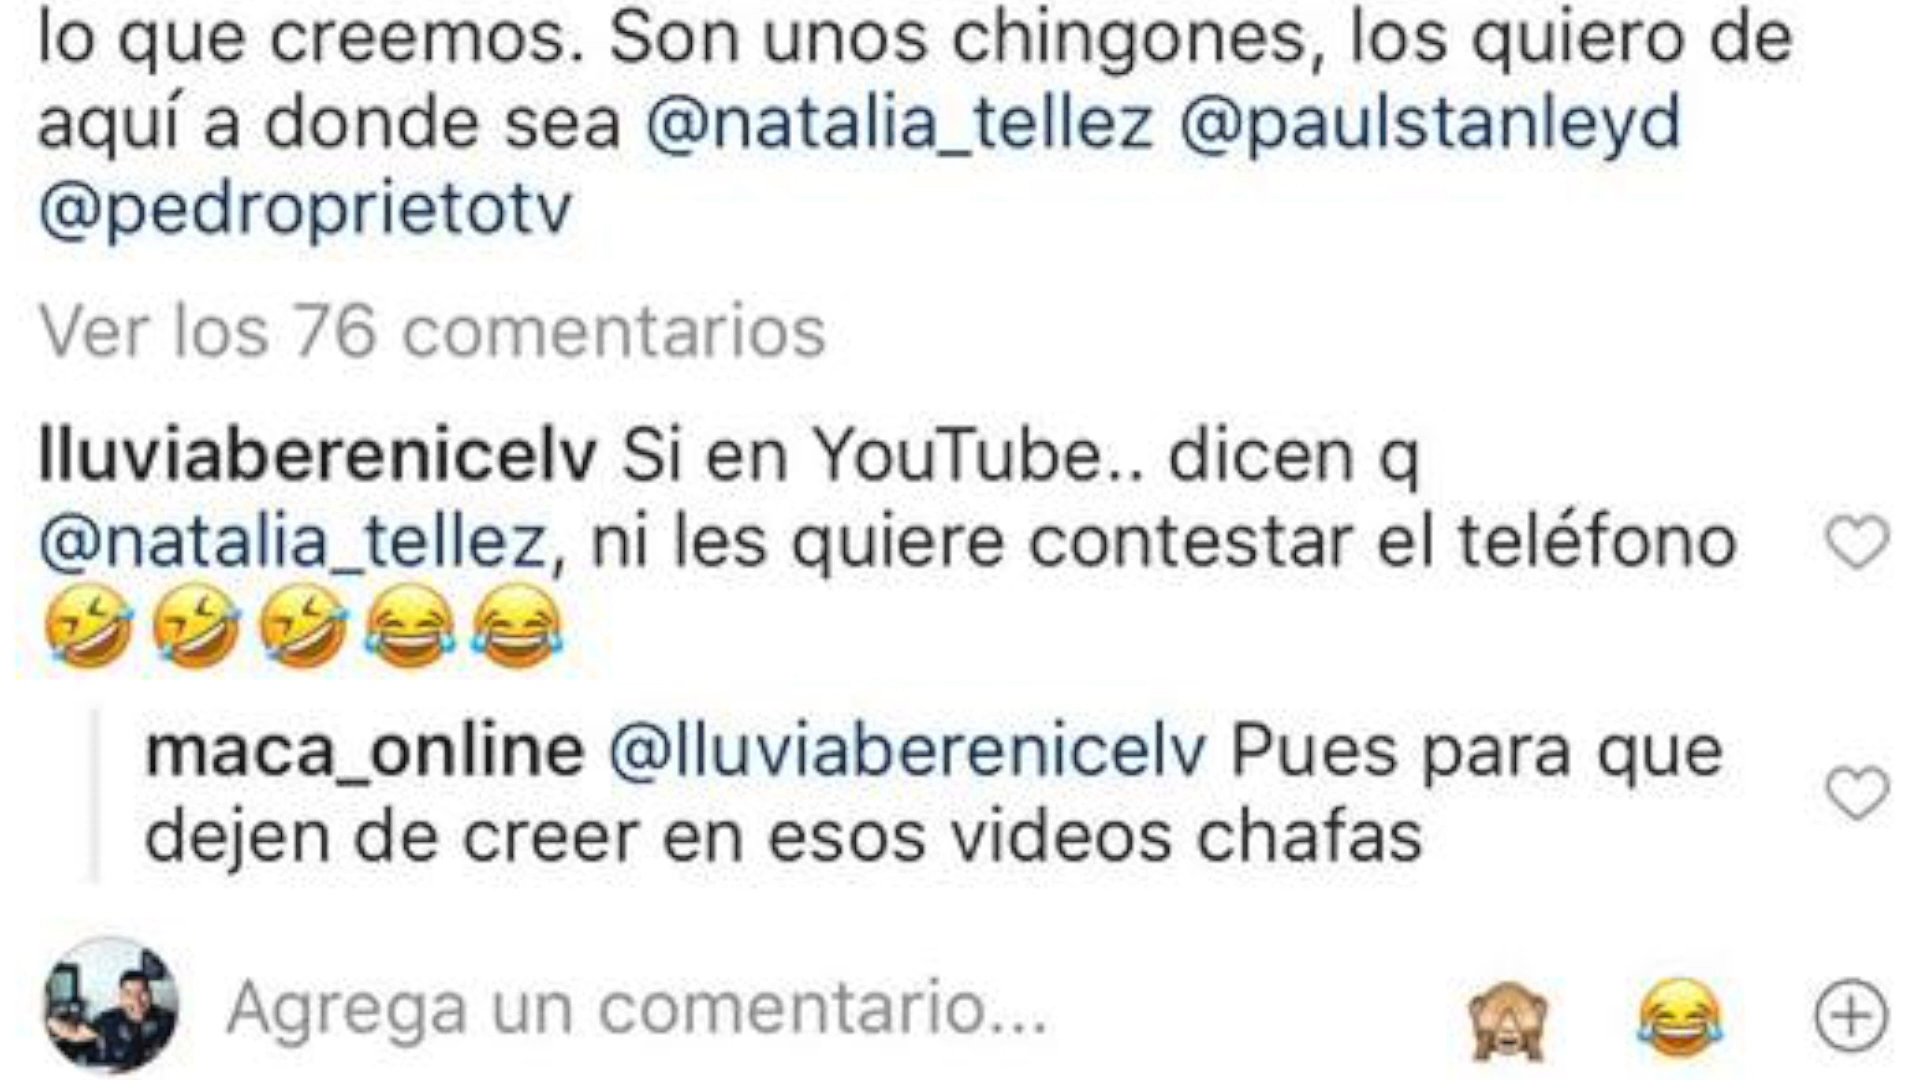 lo que creemos. Son unos chingones, los quiero de
aquí a donde sea @natalia_tellez @paulstanleyd
@pedroprietotv
Ver los 76 comentarios
lluviaberenicelv Si en YouTube.. dicen q
@natalia_tellez, ni les quiere contestar el teléfono
🤣🤣🤣😂😂
maca_online @lluviaberenicelv Pues para que
dejen de creer en esos videos chafas
Agrega un comentario...